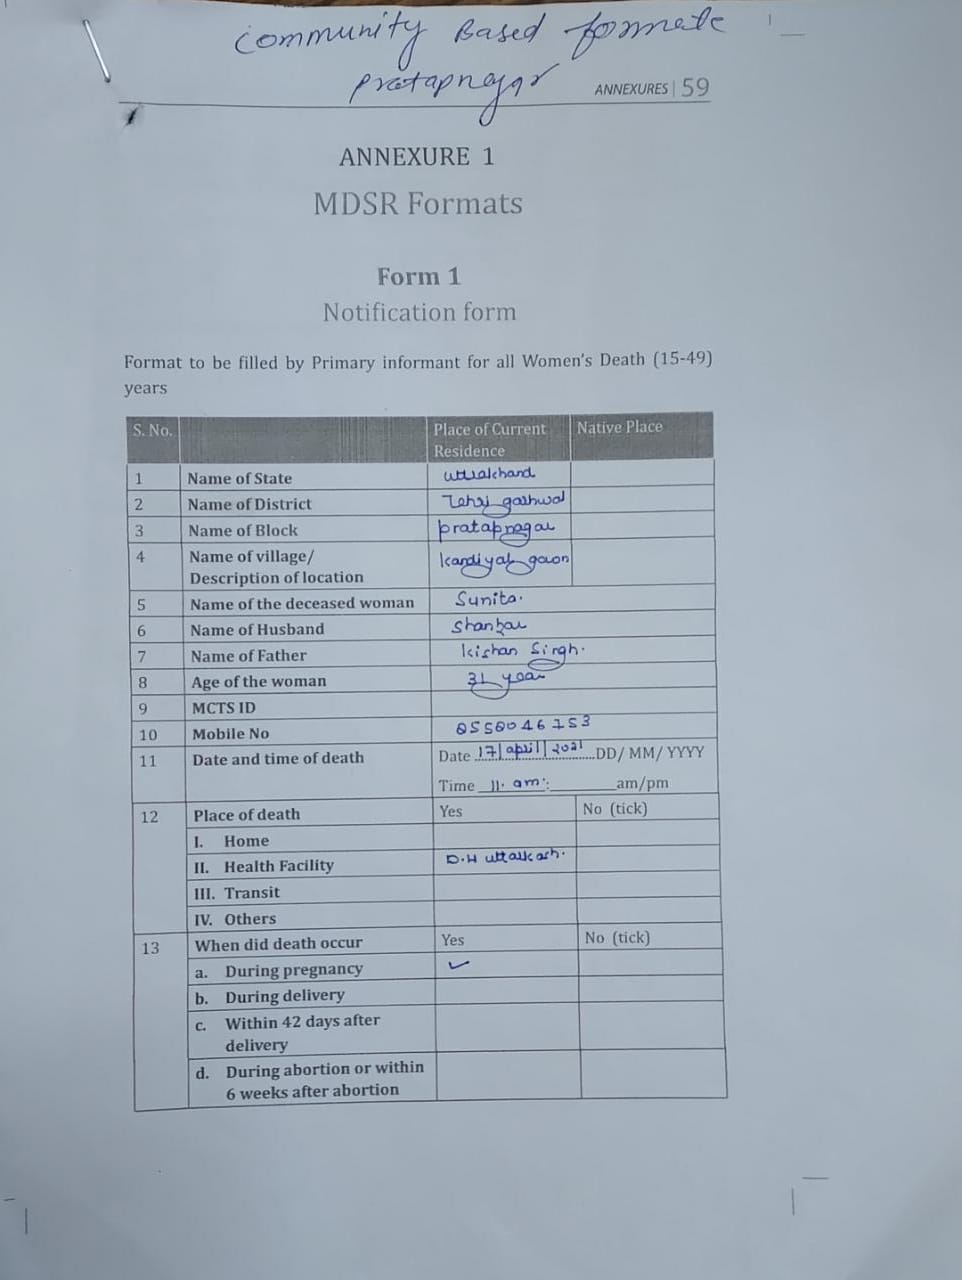 Community Based formate
pratapnagar
ANNEXURES | 59
ANNEXURE 1
MDSR Formats
Form 1
Notification form
Format to be filled by Primary informant for all Women's Death (15-49)
years
S. No. Place of Current Residence Native Place
1 Name of State uttrakhand
2 Name of District Tehri garhwal
3 Name of Block pratapnagar
4 Name of village/ Description of location kandiyal gaon
5 Name of the deceased woman Sunita.
6 Name of Husband Shankar
7 Name of Father kishan Singh.
8 Age of the woman 31 year
9 MCTS ID
10 Mobile No
11 Date and time of death Date 17/april/2021 DD/ MM/ YYYY
Time 11. am: am/pm
12 Place of death Yes No (tick)
I. Home
II. Health Facility D.H uttarkashi.
III. Transit
IV. Others
13 When did death occur Yes No (tick)
a. During pregnancy ✓
b. During delivery
c. Within 42 days after
delivery
d. During abortion or within
6 weeks after abortion